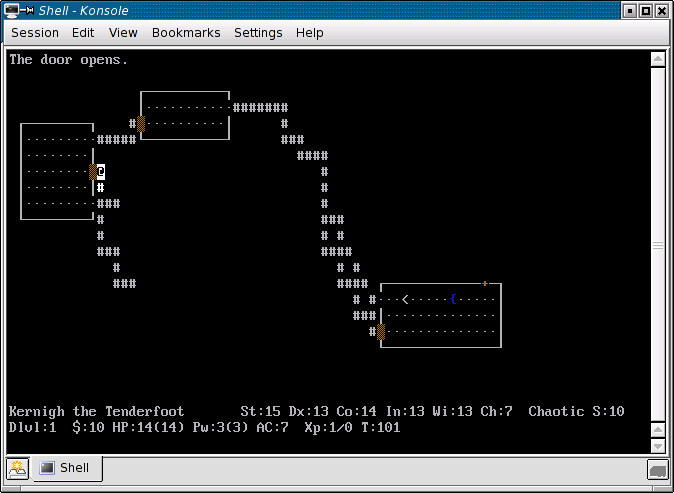 Shell - Konsole
Session Edit View Bookmarks Settings Help
The door opens.
Kernigh the Tenderfoot St:15 Dx:13 Co:14 In:13 Wi:13 Ch:7 Chaotic S:10
Dlvl:1 $:10 HP:14(14) Pw:3(3) AC:7 Xp:1/0 T:101
Shell